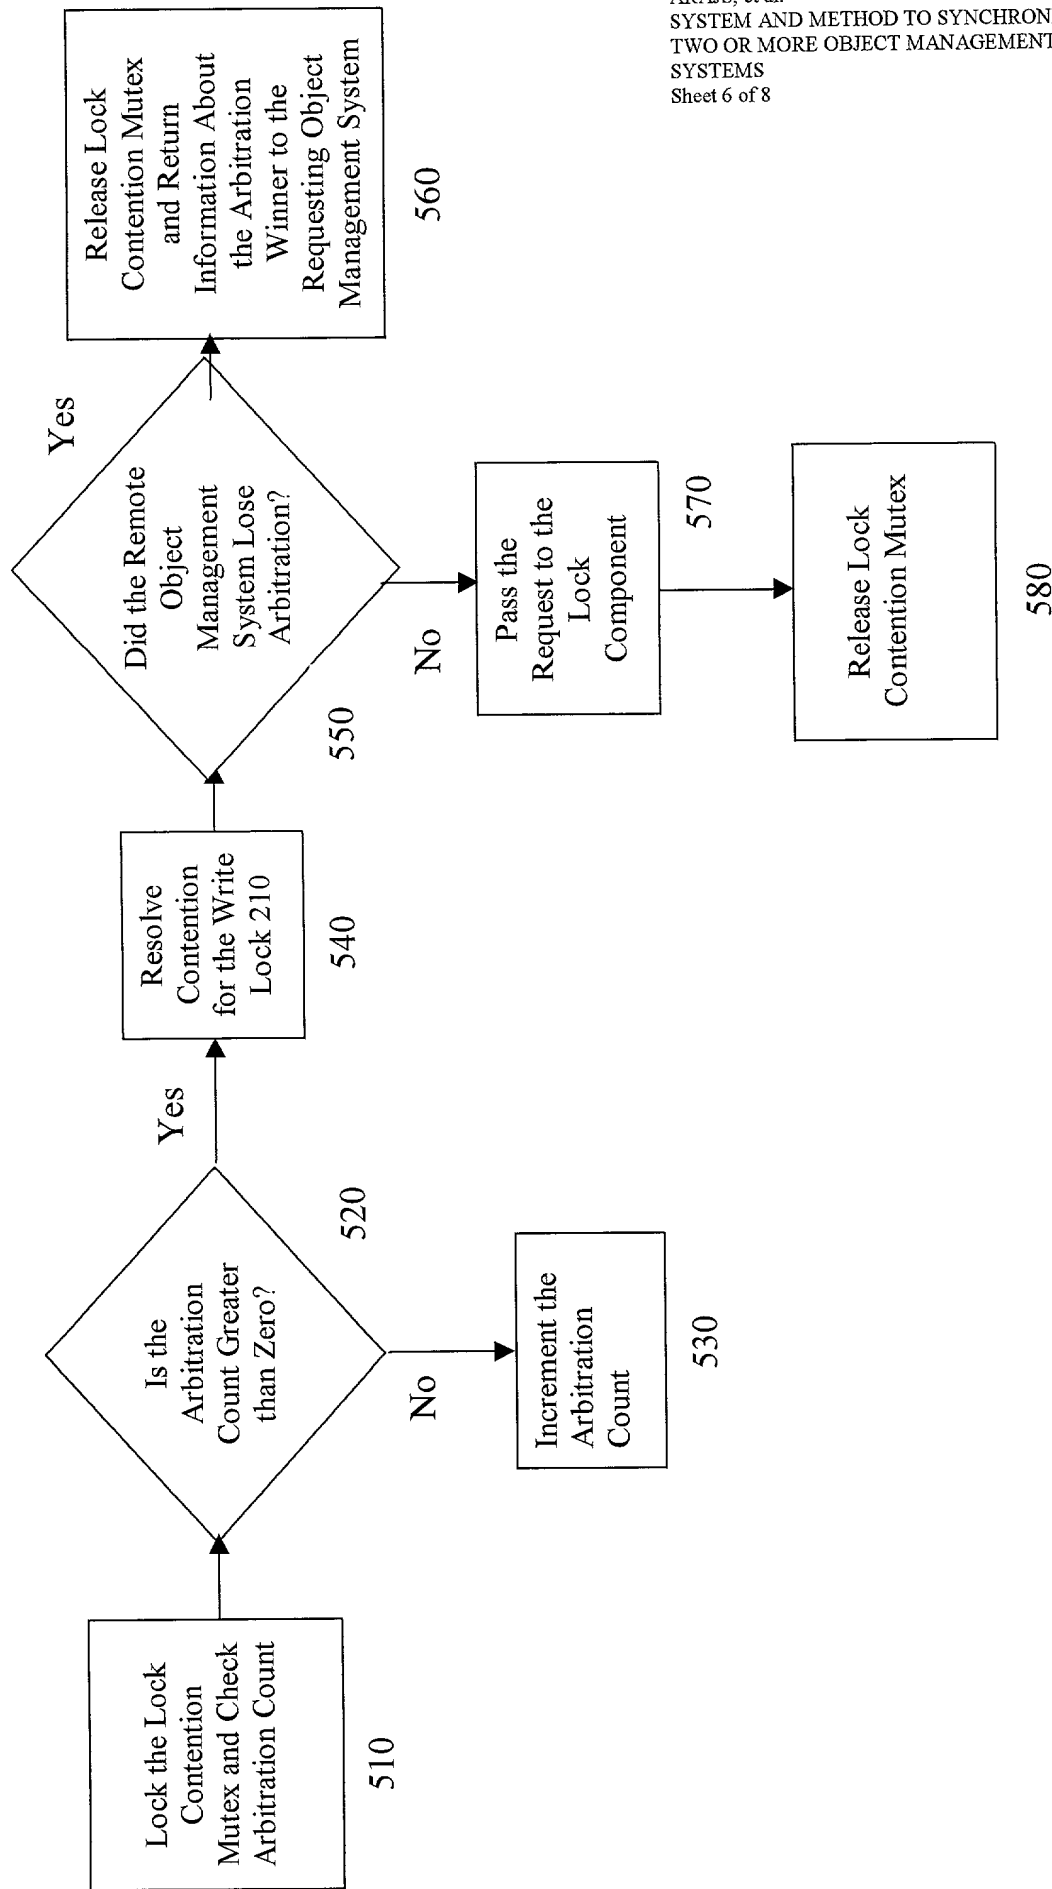 SYSTEM AND METHOD TO SYNCHRON
TWO OR MORE OBJECT MANAGEMENT
SYSTEMS
Sheet 6 of 8
Lock the Lock
Contention
Mutex and Check
Arbitration Count
510
Is the
Arbitration
Count Greater
than Zero?
520
Yes
No
Increment the
Arbitration
Count
530
Resolve
Contention
for the Write
Lock 210
540
Did the Remote
Object
Management
System Lose
Arbitration?
550
Yes
No
Release Lock
Contention Mutex
and Return
Information About
the Arbitration
Winner to the
Requesting Object
Management System
560
Pass the
Request to the
Lock
Component
570
Release Lock
Contention Mutex
580